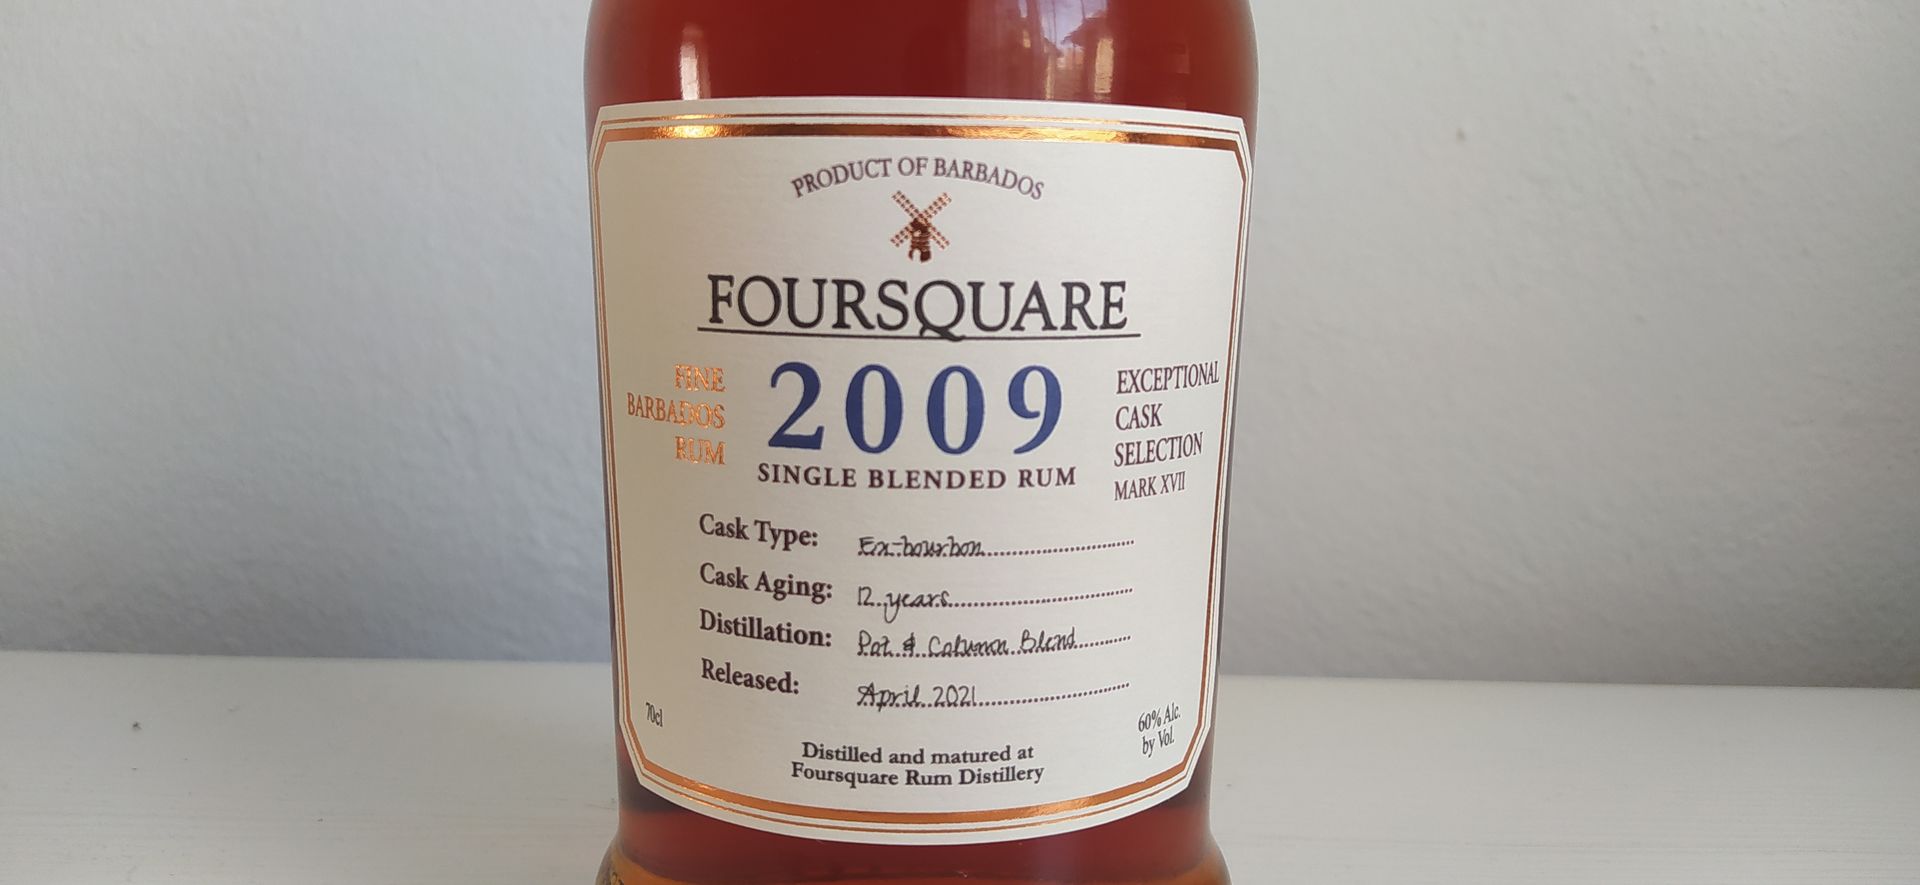 PRODUCT OF BARBADOS
FOURSQUARE
FINE
BARBADOS
RUM
2009
SINGLE BLENDED RUM
EXCEPTIONAL
CASK
SELECTION
MARK XVII
Cask Type: Ex-bourbon
Cask Aging: 12 years
Distillation: Pot & Column Blend
Released: April 2021
70cl
60% Alc.
by Vol.
Distilled and matured at
Foursquare Rum Distillery